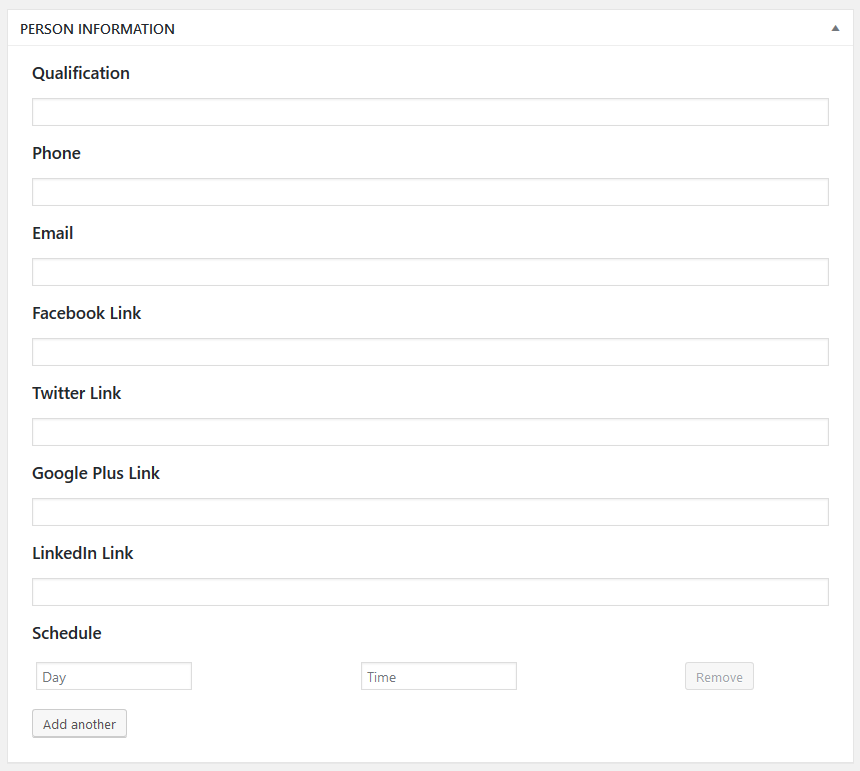 PERSON INFORMATION
Qualification
Phone
Email
Facebook Link
Twitter Link
Google Plus Link
LinkedIn Link
Schedule
Day Time Remove
Add another